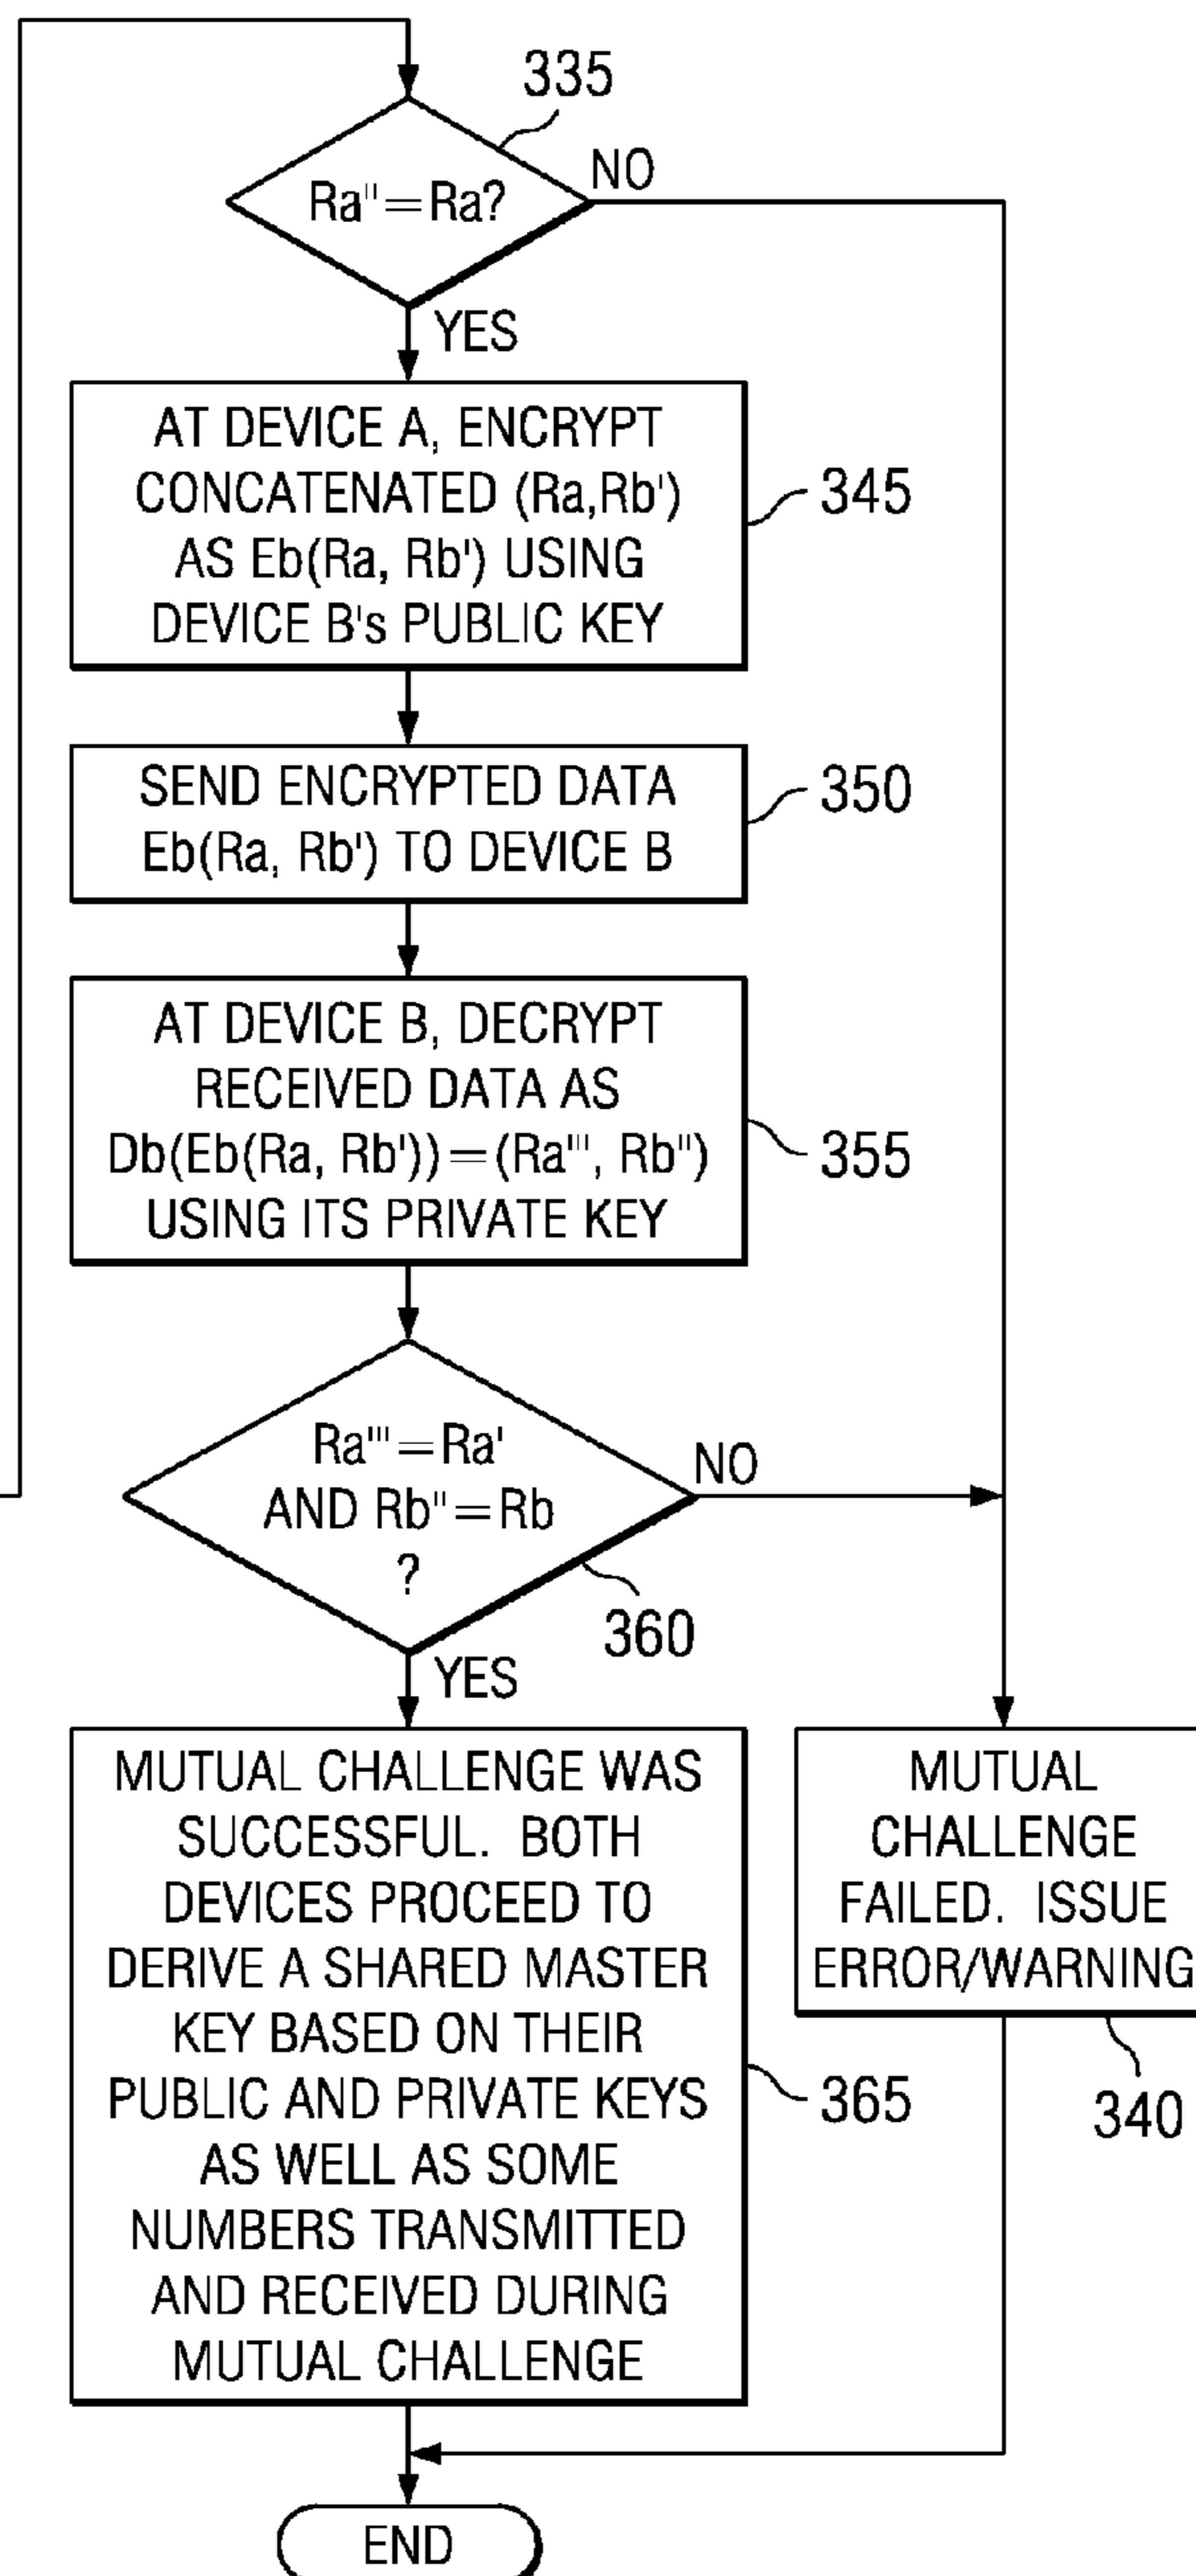 335
Ra''=Ra?
NO
YES
AT DEVICE A, ENCRYPT
CONCATENATED (Ra,Rb')
AS Eb(Ra, Rb') USING
DEVICE B's PUBLIC KEY
345
SEND ENCRYPTED DATA
Eb(Ra, Rb') TO DEVICE B
350
AT DEVICE B, DECRYPT
RECEIVED DATA AS
Db(Eb(Ra, Rb'))=(Ra''', Rb'')
USING ITS PRIVATE KEY
355
Ra'''=Ra'
AND Rb''=Rb
?
NO
360
YES
MUTUAL CHALLENGE WAS
SUCCESSFUL. BOTH
DEVICES PROCEED TO
DERIVE A SHARED MASTER
KEY BASED ON THEIR
PUBLIC AND PRIVATE KEYS
AS WELL AS SOME
NUMBERS TRANSMITTED
AND RECEIVED DURING
MUTUAL CHALLENGE
365
MUTUAL
CHALLENGE
FAILED. ISSUE
ERROR/WARNING
340
END